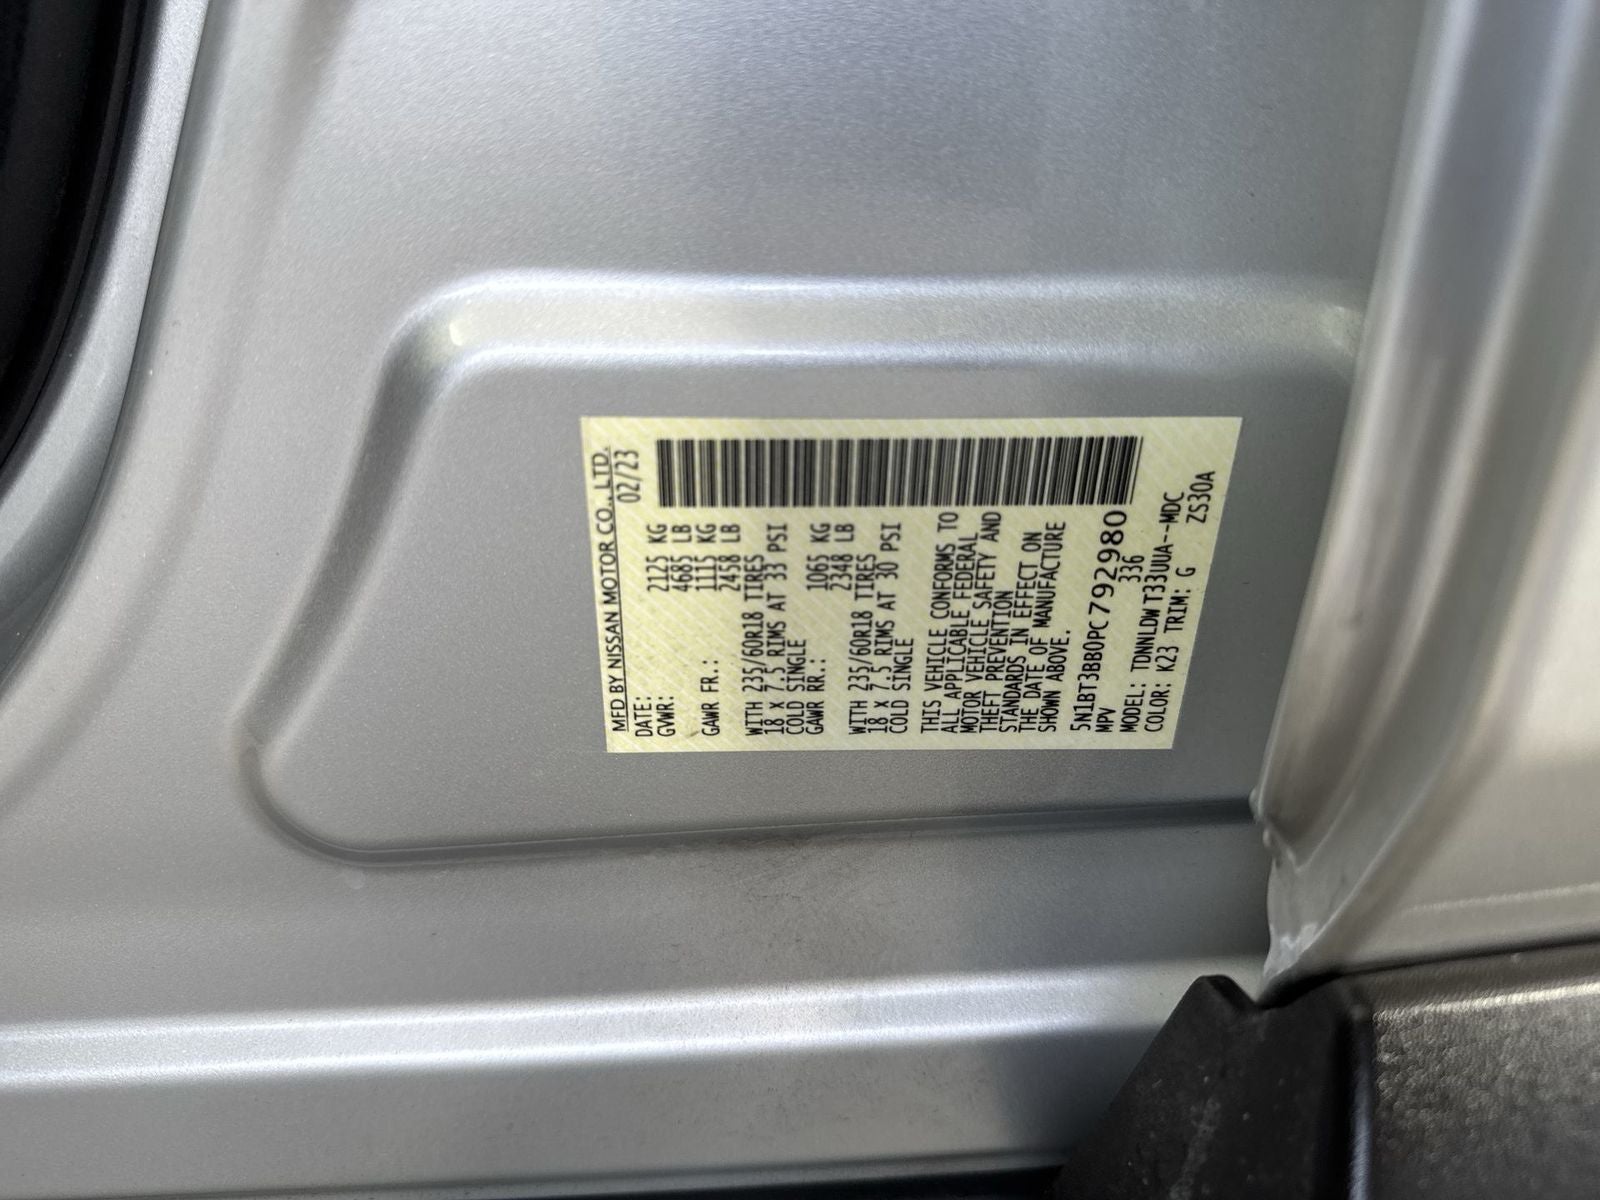 MFD BY NISSAN MOTOR CO., LTD.
DATE: 02/23
GVWR: 2125 KG
4685 LB
GAWR FR.: 1115 KG
2458 LB
WITH 235/60R18 TIRES
18 X 7.5 RIMS AT 33 PSI
COLD SINGLE
GAWR RR.: 1065 KG
2348 LB
WITH 235/60R18 TIRES
18 X 7.5 RIMS AT 30 PSI
COLD SINGLE
THIS VEHICLE CONFORMS TO
ALL APPLICABLE FEDERAL
MOTOR VEHICLE SAFETY AND
THEFT PREVENTION
STANDARDS IN EFFECT ON
THE DATE OF MANUFACTURE
SHOWN ABOVE.
5N1BT3BB0PC792980
MPV 336
MODEL: TDNNLDWT33UUA--MDC
COLOR: K23 TRIM: G
ZS30A